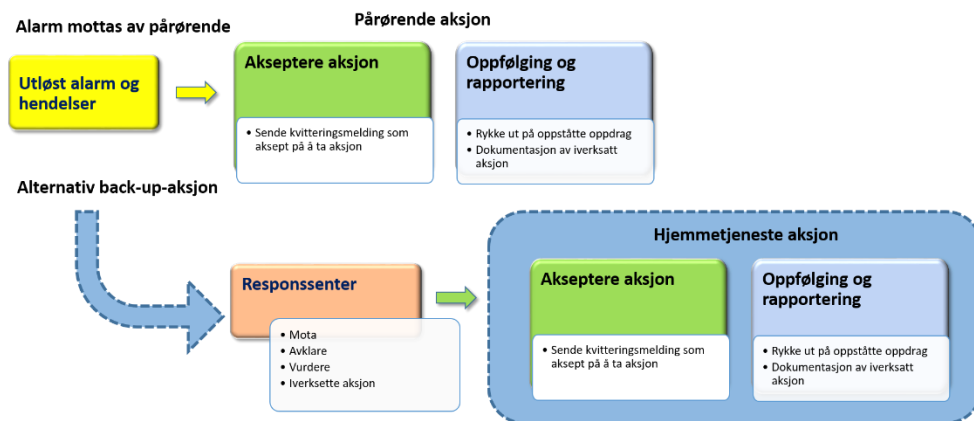 Alarm mottas av pårørende
Pårørende aksjon
Utløst alarm og
hendelser
Akseptere aksjon
• Sende kvitteringsmelding som
aksept på å ta aksjon
Oppfølging og
rapportering
• Rykke ut på oppståtte oppdrag
• Dokumentasjon av iverksatt
aksjon
Alternativ back-up-aksjon
Responssenter
• Mota
• Avklare
• Vurdere
• Iverksette aksjon
Hjemmetjeneste aksjon
Akseptere aksjon
• Sende kvitteringsmelding som
aksept på å ta aksjon
Oppfølging og
rapportering
• Rykke ut på oppståtte oppdrag
• Dokumentasjon av iverksatt
aksjon